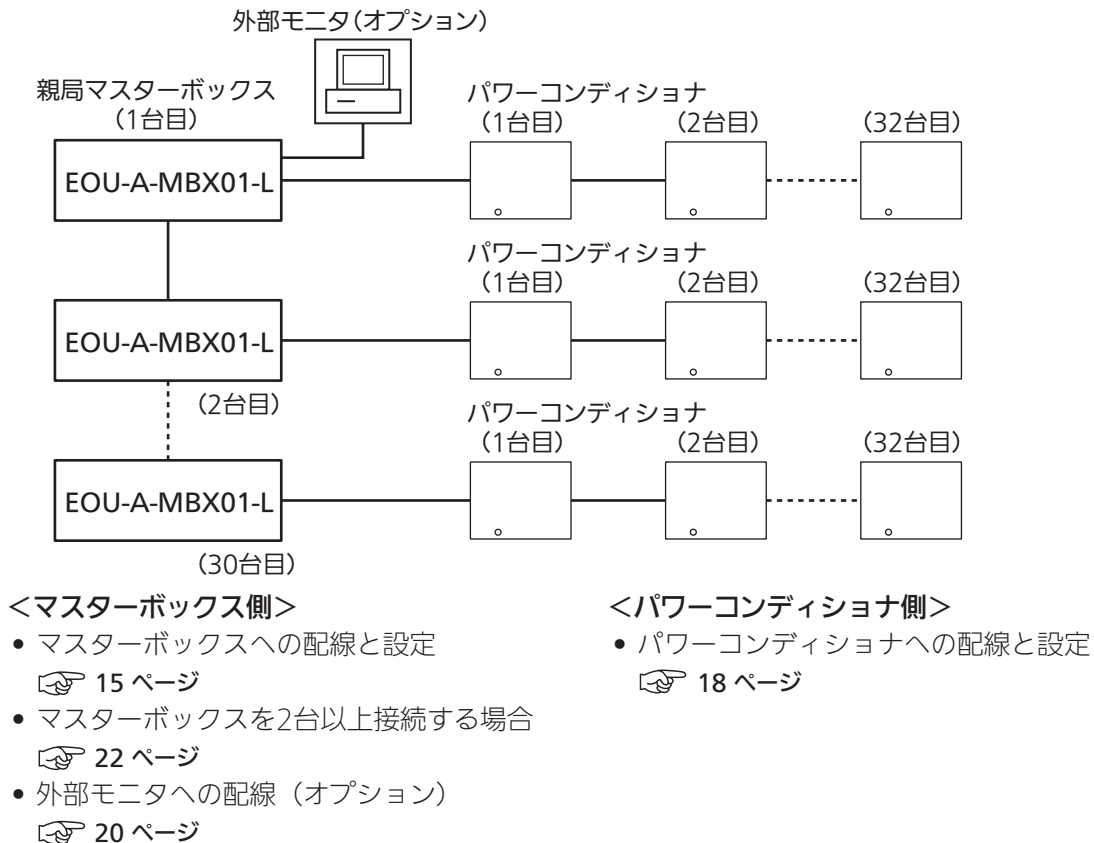 外部モニタ（オプション）
親局マスターボックス
（1台目）
パワーコンディショナ
（1台目）
（2台目）
（32台目）
EOU-A-MBX01-L
パワーコンディショナ
（1台目）
（2台目）
（32台目）
EOU-A-MBX01-L
（2台目）
パワーコンディショナ
（1台目）
（2台目）
（32台目）
EOU-A-MBX01-L
（30台目）
＜マスターボックス側＞
• マスターボックスへの配線と設定
☞ 15 ページ
• マスターボックスを2台以上接続する場合
☞ 22 ページ
• 外部モニタへの配線（オプション）
☞ 20 ページ
＜パワーコンディショナ側＞
• パワーコンディショナへの配線と設定
☞ 18 ページ